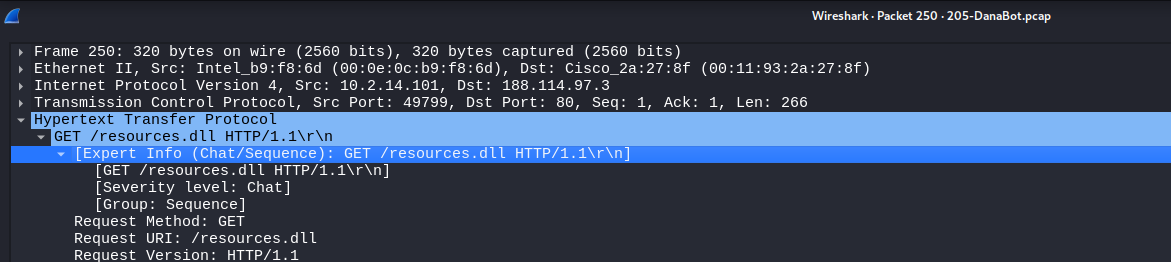 Wireshark · Packet 250 · 205-DanaBot.pcap
Frame 250: 320 bytes on wire (2560 bits), 320 bytes captured (2560 bits)
Ethernet II, Src: Intel_b9:f8:6d (00:0e:0c:b9:f8:6d), Dst: Cisco_2a:27:8f (00:11:93:2a:27:8f)
Internet Protocol Version 4, Src: 10.2.14.101, Dst: 188.114.97.3
Transmission Control Protocol, Src Port: 49799, Dst Port: 80, Seq: 1, Ack: 1, Len: 266
Hypertext Transfer Protocol
GET /resources.dll HTTP/1.1\r\n
[Expert Info (Chat/Sequence): GET /resources.dll HTTP/1.1\r\n]
[GET /resources.dll HTTP/1.1\r\n]
[Severity level: Chat]
[Group: Sequence]
Request Method: GET
Request URI: /resources.dll
Request Version: HTTP/1.1